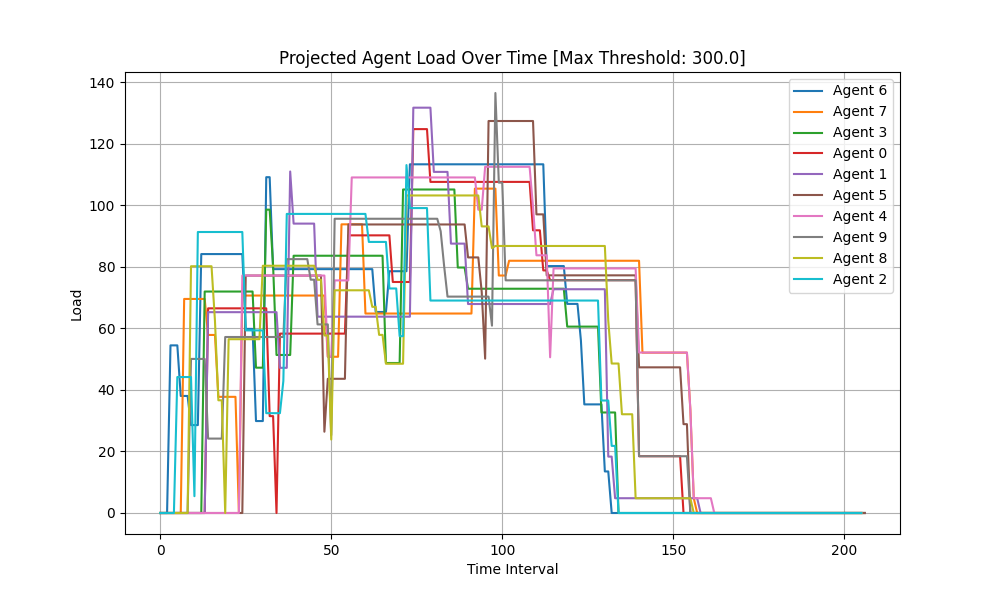 Projected Agent Load Over Time [Max Threshold: 300.0]
Load
140
120
100
80
60
40
20
0
0
50
100
150
200
Time Interval
Agent 6
Agent 7
Agent 3
Agent 0
Agent 1
Agent 5
Agent 4
Agent 9
Agent 8
Agent 2